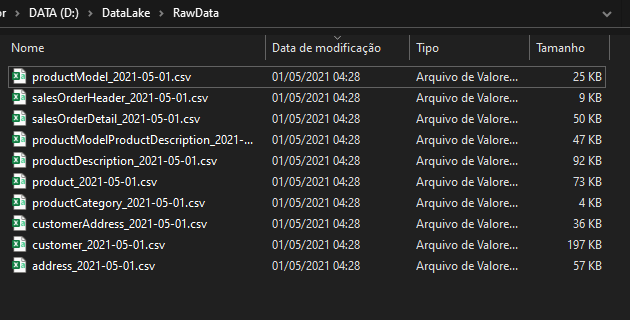 or > DATA (D:) > DataLake > RawData
Nome Data de modificação Tipo Tamanho
productModel_2021-05-01.csv 01/05/2021 04:28 Arquivo de Valore... 25 KB
salesOrderHeader_2021-05-01.csv 01/05/2021 04:28 Arquivo de Valore... 9 KB
salesOrderDetail_2021-05-01.csv 01/05/2021 04:28 Arquivo de Valore... 50 KB
productModelProductDescription_2021-... 01/05/2021 04:28 Arquivo de Valore... 47 KB
productDescription_2021-05-01.csv 01/05/2021 04:28 Arquivo de Valore... 92 KB
product_2021-05-01.csv 01/05/2021 04:28 Arquivo de Valore... 73 KB
productCategory_2021-05-01.csv 01/05/2021 04:28 Arquivo de Valore... 4 KB
customerAddress_2021-05-01.csv 01/05/2021 04:28 Arquivo de Valore... 36 KB
customer_2021-05-01.csv 01/05/2021 04:28 Arquivo de Valore... 197 KB
address_2021-05-01.csv 01/05/2021 04:28 Arquivo de Valore... 57 KB